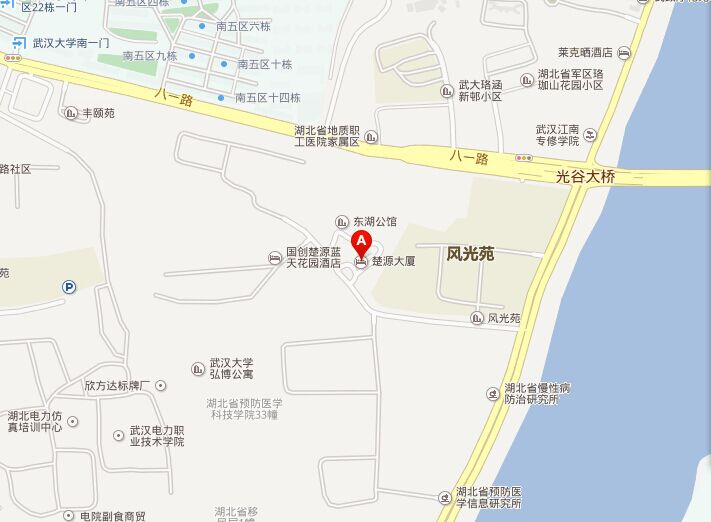 区22栋一门
南五区四栋
南五区六栋
武汉大学南一门
南五区九栋
南五区十栋
南五区十四栋
莱克晒酒店
武大珞涵
新邨小区
湖北省军区珞
珈山花园小区
八一路
丰颐苑
湖北省地质职
工医院家属区
武汉江南
专修学院
八一路
光谷大桥
路社区
东湖公馆
A
国创楚源蓝
天花园酒店
楚源大厦
风光苑
苑
P
风光苑
武汉大学
弘博公寓
欣方达标牌厂
湖北省预防医学
科技学院33幢
湖北省慢性病
防治研究所
湖北电力仿
真培训中心
武汉电力职
业技术学院
湖北省预防医
学信息研究所
电院副食商贸
湖北省移